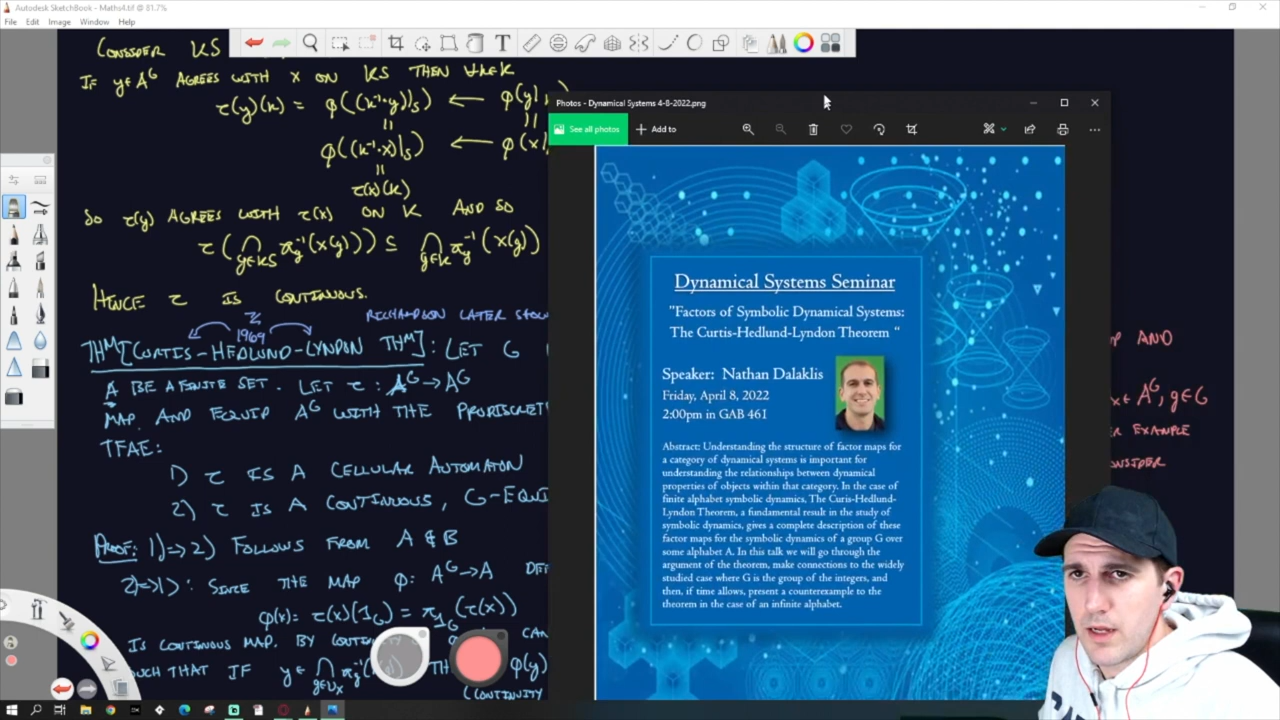 Autodesk SketchBook - Maths4.tif @ 81.7%
File Edit Image Window Help
CONSIDER KS
IF y∈A^G AGREES WITH X ON KS THEN ∀k∈K
τ(y)(k) = φ((k⁻¹·y)|s) ← φ(y|
φ((k⁻¹·x)|s) ← φ(x|
τ(x)(k)
SO τ(y) AGREES WITH τ(x) ON K AND SO
τ(⋂g∈KS πg⁻¹(x(g))) ⊆ ⋂g∈K πg⁻¹(x(g))
HENCE τ IS CONTINUOUS.
1969
RICHARDSON LATER
THM[CURTIS-HEDLUND-LYNDON THM]: LET G
A BE A FINITE SET. LET τ: A^G→A^G
MAP AND EQUIP A^G WITH THE PRODISCRETE
TFAE:
1) τ IS A CELLULAR AUTOMATON
2) τ IS A CONTINUOUS, G-EQUI
PROOF: 1)⇒2) FOLLOWS FROM A & B
2)⇒1): SINCE THE MAP φ: A^G→A DEF
φ(x): τ(x)(1_G) = π_1G(τ(x))
IS CONTINUOUS MAP. BY CAN
SUCH THAT IF y∈⋂ φ(y)
(CONTINUITY
Photos - Dynamical Systems 4-8-2022.png
See all photos
Add to
Dynamical Systems Seminar
"Factors of Symbolic Dynamical Systems:
The Curtis-Hedlund-Lyndon Theorem “
Speaker: Nathan Dalaklis
Friday, April 8, 2022
2:00pm in GAB 461
Abstract: Understanding the structure of factor maps for
a category of dynamical systems is important for
understanding the relationships between dynamical
properties of objects within that category. In the case of
finite alphabet symbolic dynamics, The Curis-Hedlund-
Lyndon Theorem, a fundamental result in the study of
symbolic dynamics, gives a complete description of these
factor maps for the symbolic dynamics of a group G over
some alphabet A. In this talk we will go through the
argument of the theorem, make connections to the widely
studied case where G is the group of the integers, and
then, if time allows, present a counterexample to the
theorem in the case of an infinite alphabet.
AND
x∈A^G, g∈G
EXAMPLE